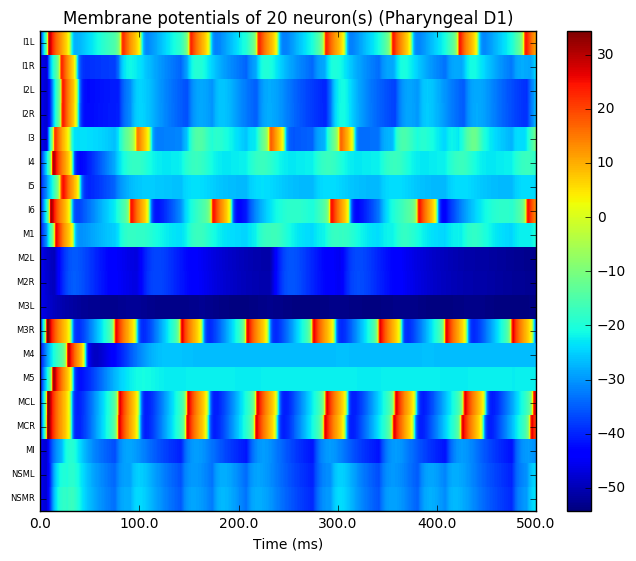 Membrane potentials of 20 neuron(s) (Pharyngeal D1)
I1L
I1R
I2L
I2R
I3
I4
I5
I6
M1
M2L
M2R
M3L
M3R
M4
M5
MCL
MCR
MI
NSML
NSMR
0.0 100.0 200.0 300.0 400.0 500.0
Time (ms)
30
20
10
0
−10
−20
−30
−40
−50